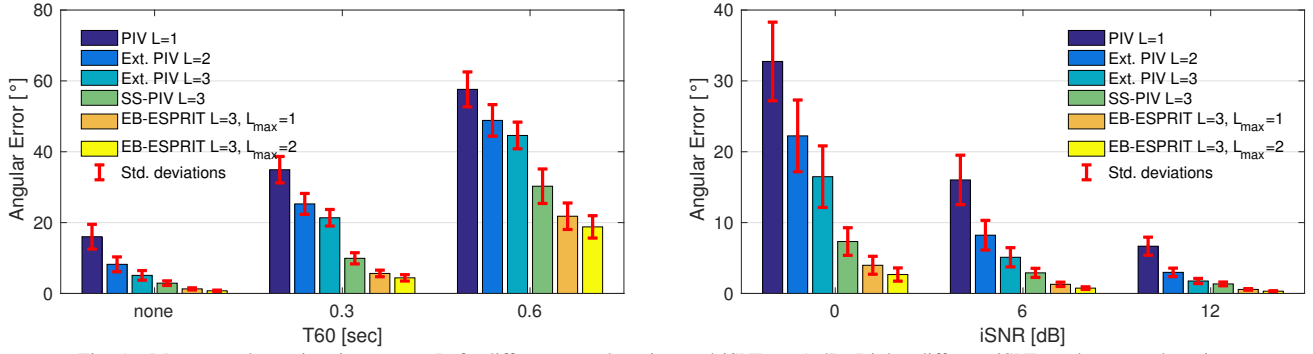 80
60
40
20
0
Angular Error [°]
PIV L=1
Ext. PIV L=2
Ext. PIV L=3
SS-PIV L=3
EB-ESPRIT L=3, Lmax=1
EB-ESPRIT L=3, Lmax=2
Std. deviations
none 0.3 0.6
T60 [sec]
40
30
20
10
0
Angular Error [°]
PIV L=1
Ext. PIV L=2
Ext. PIV L=3
SS-PIV L=3
EB-ESPRIT L=3, Lmax=1
EB-ESPRIT L=3, Lmax=2
Std. deviations
0 6 12
iSNR [dB]